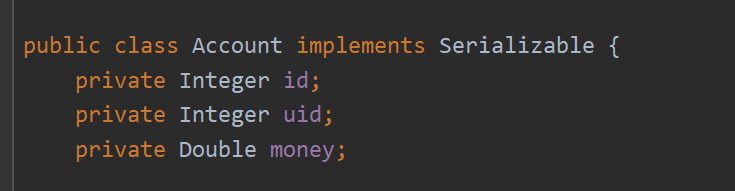 public class Account implements Serializable {
    private Integer id;
    private Integer uid;
    private Double money;